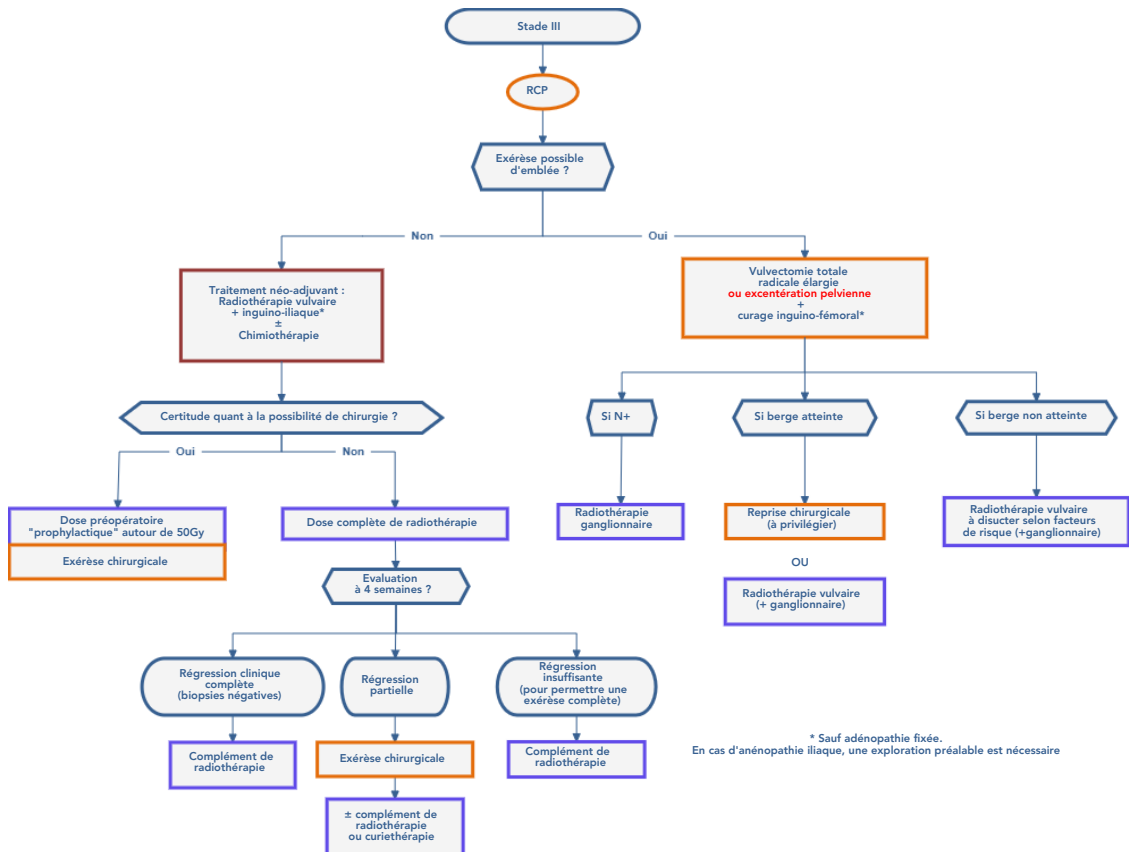 Stade III
RCP
Exérèse possible
d'emblée ?
Non
Oui
Traitement néo-adjuvant :
Radiothérapie vulvaire
+ inguino-iliaque*
±
Chimiothérapie
Vulvectomie totale
radicale élargie
ou excentération pelvienne
+
curage inguino-fémoral*
Certitude quant à la possibilité de chirurgie ?
Si N+
Si berge atteinte
Si berge non atteinte
Oui
Non
Dose préopératoire
"prophylactique" autour de 50Gy
Exérèse chirurgicale
Dose complète de radiothérapie
Radiothérapie
ganglionnaire
Reprise chirurgicale
(à privilégier)
OU
Radiothérapie vulvaire
(+ ganglionnaire)
Radiothérapie vulvaire
à disucter selon facteurs
de risque (+ganglionnaire)
Evaluation
à 4 semaines ?
Régression clinique
complète
(biopsies négatives)
Régression
partielle
Régression
insuffisante
(pour permettre une
exérèse complète)
Complément de
radiothérapie
Exérèse chirurgicale
Complément de
radiothérapie
± complément de
radiothérapie
ou curiethérapie
* Sauf adénopathie fixée.
En cas d'anénopathie iliaque, une exploration préalable est nécessaire